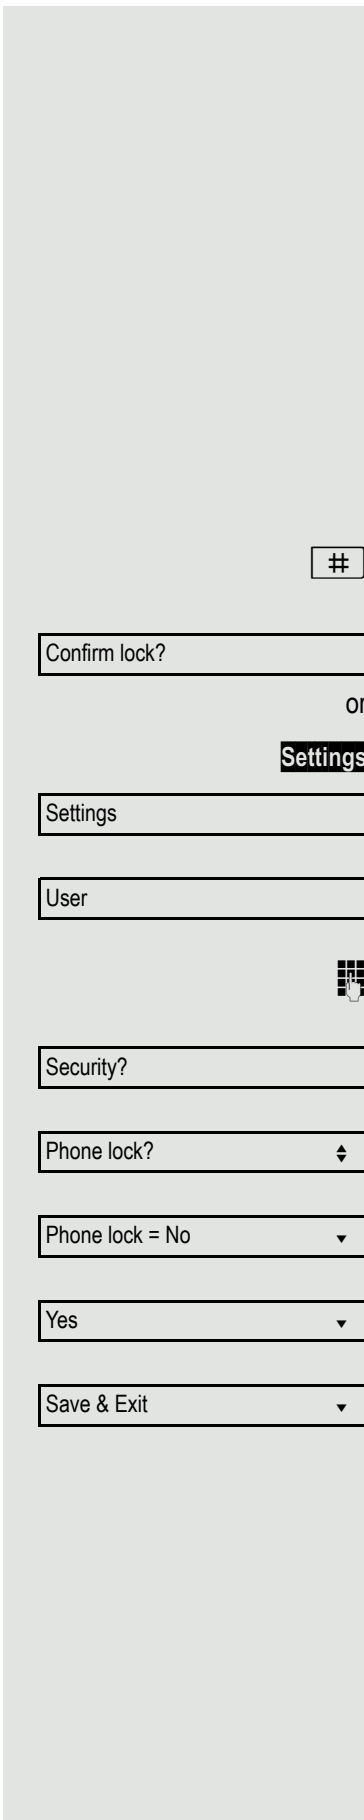 #
Confirm lock?
or
Settings
Settings
User
Security?
Phone lock?
Phone lock = No
Yes
Save & Exit